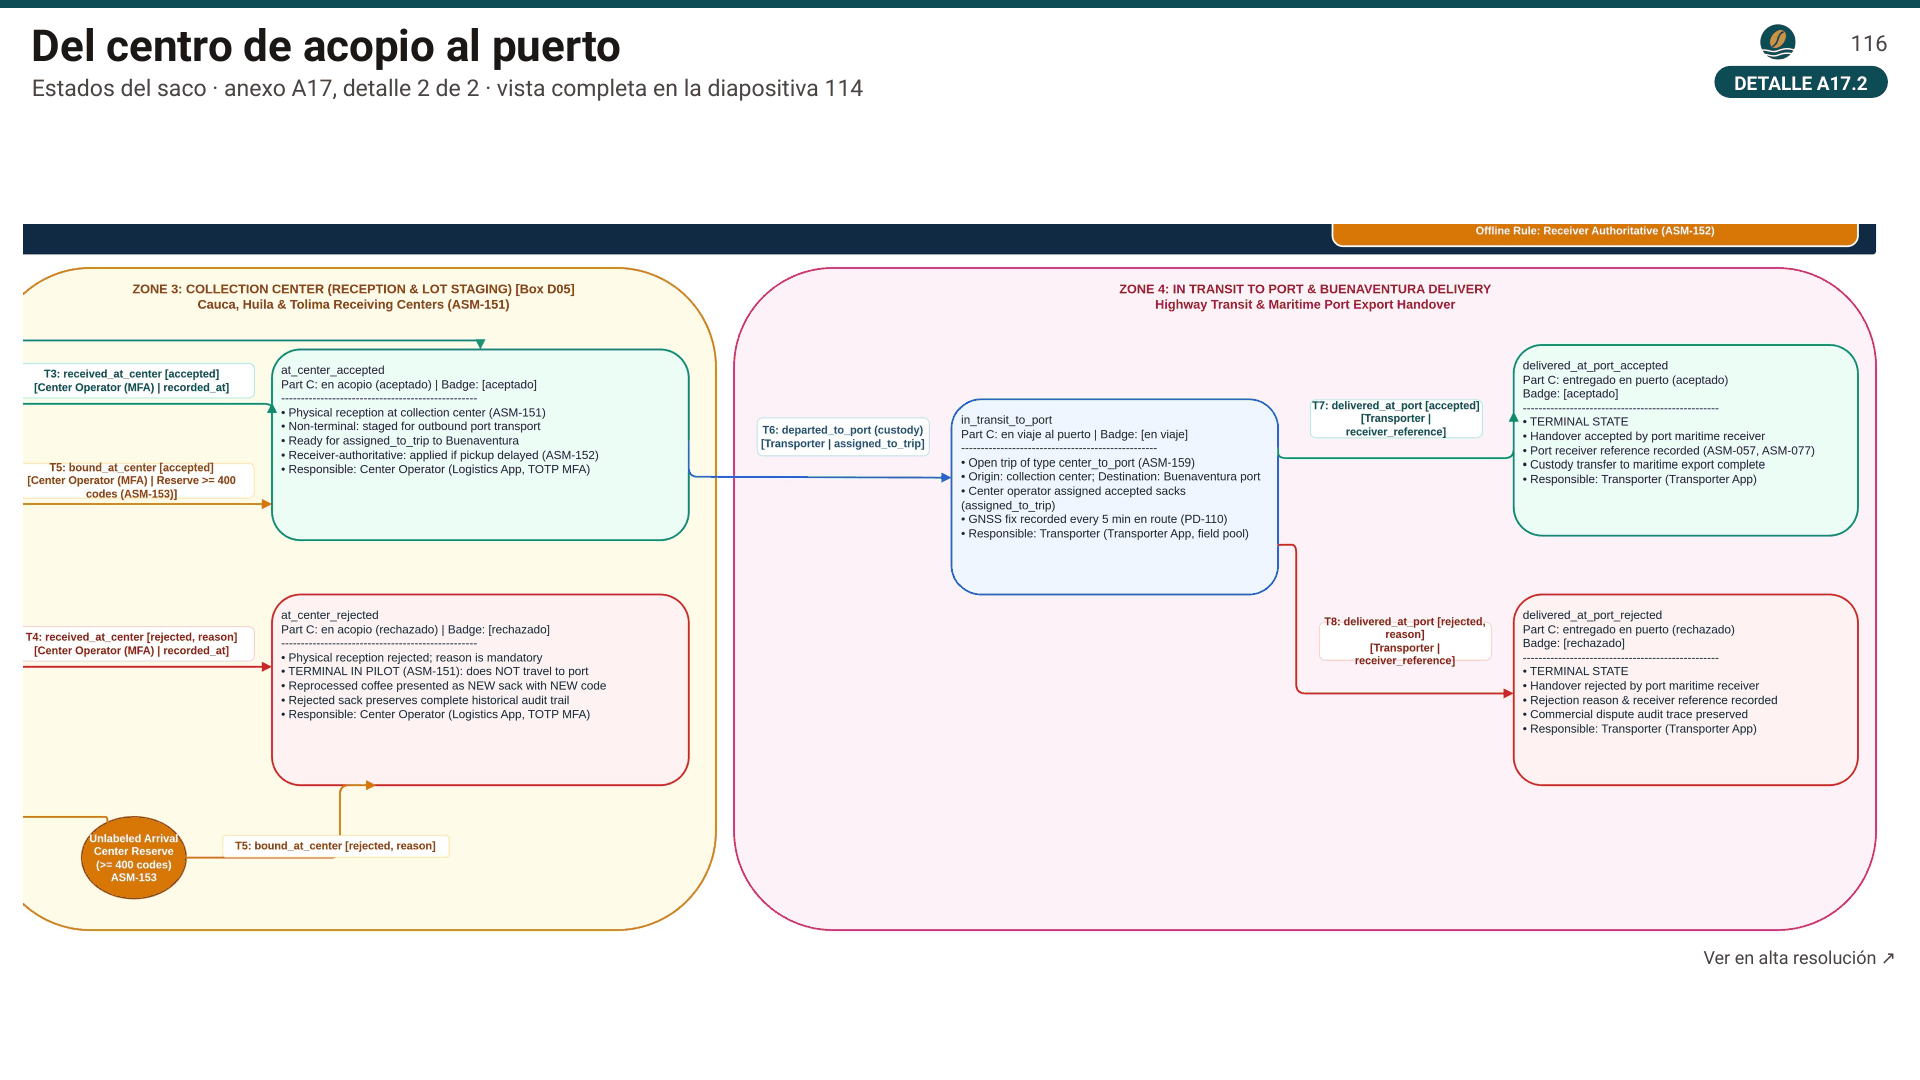 Del centro de acopio al puerto
Estados del saco · anexo A17, detalle 2 de 2 · vista completa en la diapositiva 114
116
DETALLE A17.2
Offline Rule: Receiver Authoritative (ASM-152)
ZONE 3: COLLECTION CENTER (RECEPTION & LOT STAGING) [Box D05]
Cauca, Huila & Tolima Receiving Centers (ASM-151)
T3: received_at_center [accepted]
[Center Operator (MFA) | recorded_at]
at_center_accepted
Part C: en acopio (aceptado) | Badge: [aceptado]
--------------------------------------------------
• Physical reception at collection center (ASM-151)
• Non-terminal: staged for outbound port transport
• Ready for assigned_to_trip to Buenaventura
• Receiver-authoritative: applied if pickup delayed (ASM-152)
• Responsible: Center Operator (Logistics App, TOTP MFA)
T5: bound_at_center [accepted]
[Center Operator (MFA) | Reserve >= 400
codes (ASM-153)]
T4: received_at_center [rejected, reason]
[Center Operator (MFA) | recorded_at]
at_center_rejected
Part C: en acopio (rechazado) | Badge: [rechazado]
--------------------------------------------------
• Physical reception rejected; reason is mandatory
• TERMINAL IN PILOT (ASM-151): does NOT travel to port
• Reprocessed coffee presented as NEW sack with NEW code
• Rejected sack preserves complete historical audit trail
• Responsible: Center Operator (Logistics App, TOTP MFA)
Unlabeled Arrival
Center Reserve
(>= 400 codes)
ASM-153
T5: bound_at_center [rejected, reason]
ZONE 4: IN TRANSIT TO PORT & BUENAVENTURA DELIVERY
Highway Transit & Maritime Port Export Handover
T6: departed_to_port (custody)
[Transporter | assigned_to_trip]
in_transit_to_port
Part C: en viaje al puerto | Badge: [en viaje]
--------------------------------------------------
• Open trip of type center_to_port (ASM-159)
• Origin: collection center; Destination: Buenaventura port
• Center operator assigned accepted sacks
(assigned_to_trip)
• GNSS fix recorded every 5 min en route (PD-110)
• Responsible: Transporter (Transporter App, field pool)
T7: delivered_at_port [accepted]
[Transporter |
receiver_reference]
delivered_at_port_accepted
Part C: entregado en puerto (aceptado)
Badge: [aceptado]
--------------------------------------------------
• TERMINAL STATE
• Handover accepted by port maritime receiver
• Port receiver reference recorded (ASM-057, ASM-077)
• Custody transfer to maritime export complete
• Responsible: Transporter (Transporter App)
T8: delivered_at_port [rejected,
reason]
[Transporter |
receiver_reference]
delivered_at_port_rejected
Part C: entregado en puerto (rechazado)
Badge: [rechazado]
--------------------------------------------------
• TERMINAL STATE
• Handover rejected by port maritime receiver
• Rejection reason & receiver reference recorded
• Commercial dispute audit trace preserved
• Responsible: Transporter (Transporter App)
Ver en alta resolución ↗